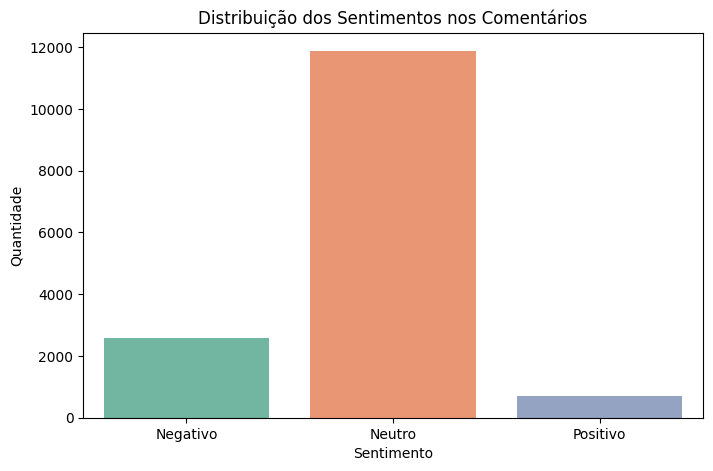 Distribuição dos Sentimentos nos Comentários
12000
10000
8000
6000
4000
2000
0
Quantidade
Negativo Neutro Positivo
Sentimento